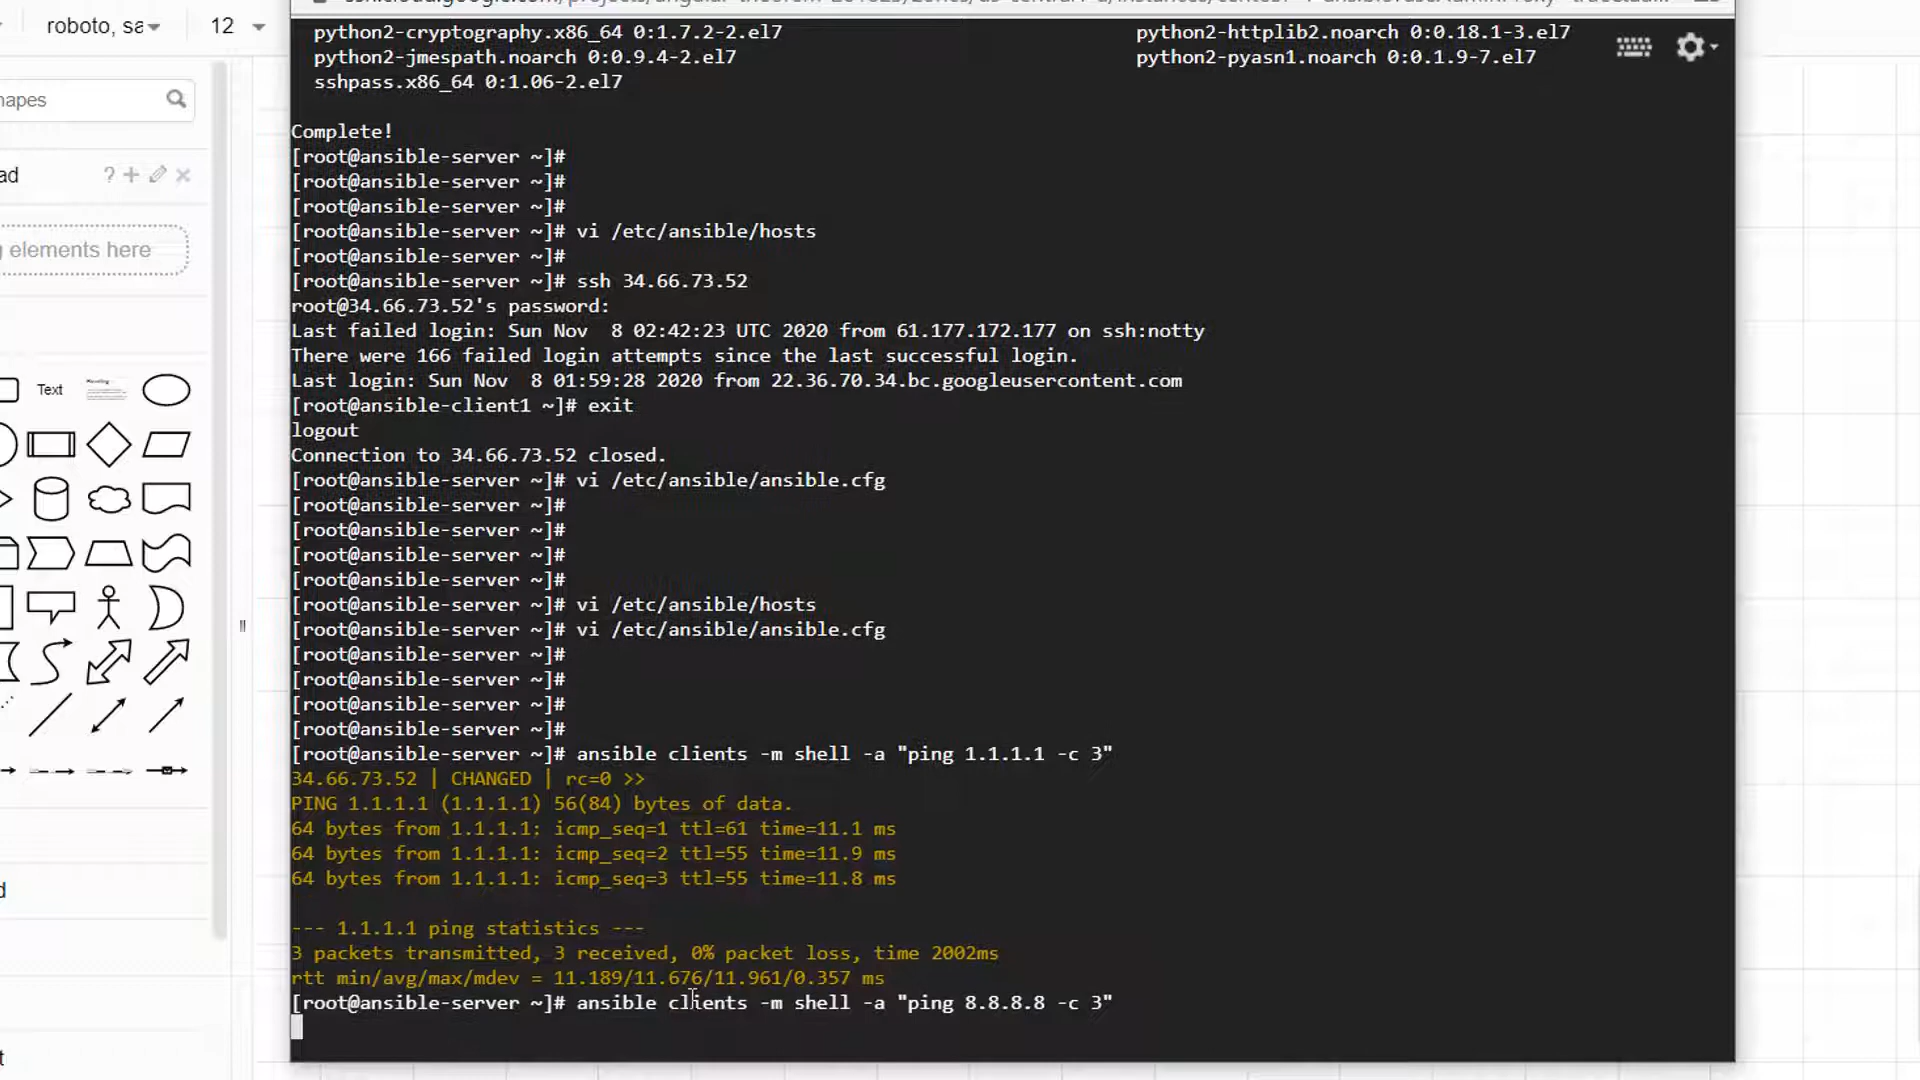 roboto, sa
12
hapes
ad
elements here
Text
python2-cryptography.x86_64 0:1.7.2-2.el7
python2-httplib2.noarch 0:0.18.1-3.el7
python2-jmespath.noarch 0:0.9.4-2.el7
python2-pyasn1.noarch 0:0.1.9-7.el7
sshpass.x86_64 0:1.06-2.el7
Complete!
[root@ansible-server ~]#
[root@ansible-server ~]#
[root@ansible-server ~]#
[root@ansible-server ~]# vi /etc/ansible/hosts
[root@ansible-server ~]#
[root@ansible-server ~]# ssh 34.66.73.52
root@34.66.73.52's password:
Last failed login: Sun Nov  8 02:42:23 UTC 2020 from 61.177.172.177 on ssh:notty
There were 166 failed login attempts since the last successful login.
Last login: Sun Nov  8 01:59:28 2020 from 22.36.70.34.bc.googleusercontent.com
[root@ansible-client1 ~]# exit
logout
Connection to 34.66.73.52 closed.
[root@ansible-server ~]# vi /etc/ansible/ansible.cfg
[root@ansible-server ~]#
[root@ansible-server ~]#
[root@ansible-server ~]#
[root@ansible-server ~]#
[root@ansible-server ~]# vi /etc/ansible/hosts
[root@ansible-server ~]# vi /etc/ansible/ansible.cfg
[root@ansible-server ~]#
[root@ansible-server ~]#
[root@ansible-server ~]#
[root@ansible-server ~]#
[root@ansible-server ~]# ansible clients -m shell -a "ping 1.1.1.1 -c 3"
34.66.73.52 | CHANGED | rc=0 >>
PING 1.1.1.1 (1.1.1.1) 56(84) bytes of data.
64 bytes from 1.1.1.1: icmp_seq=1 ttl=61 time=11.1 ms
64 bytes from 1.1.1.1: icmp_seq=2 ttl=55 time=11.9 ms
64 bytes from 1.1.1.1: icmp_seq=3 ttl=55 time=11.8 ms
--- 1.1.1.1 ping statistics ---
3 packets transmitted, 3 received, 0% packet loss, time 2002ms
rtt min/avg/max/mdev = 11.189/11.676/11.961/0.357 ms
[root@ansible-server ~]# ansible clients -m shell -a "ping 8.8.8.8 -c 3"